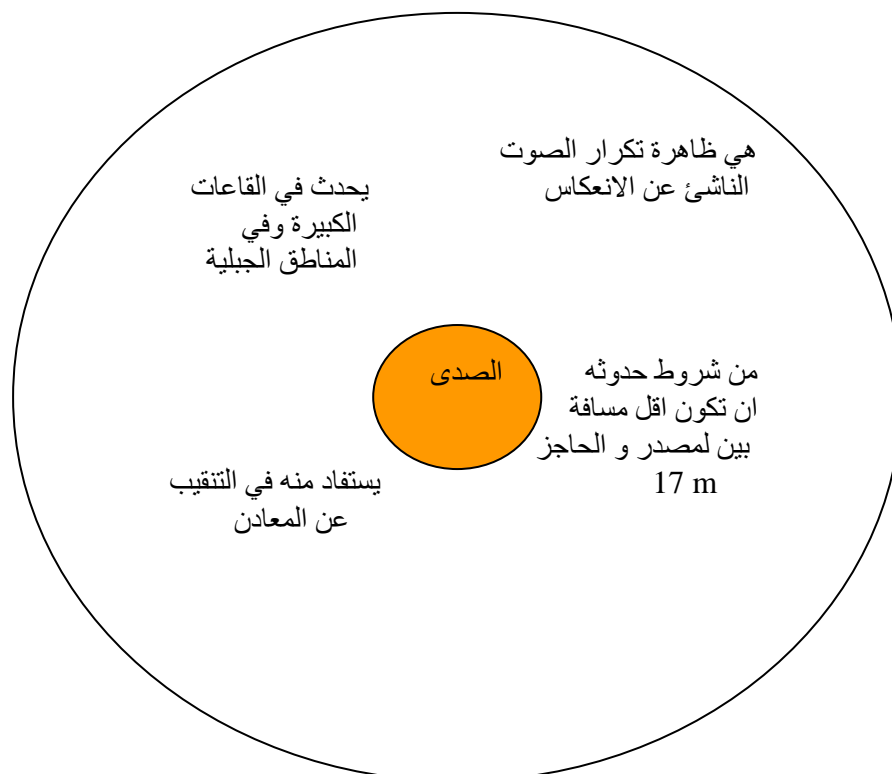 هي ظاهرة تكرار الصوت
الناشئ عن الانعكاس
يحدث في القاعات
الكبيرة وفي
المناطق الجبلية
الصدى
من شروط حدوثه
ان تكون اقل مسافة
بين لمصدر و الحاجز
17 m
يستفاد منه في التنقيب
عن المعادن